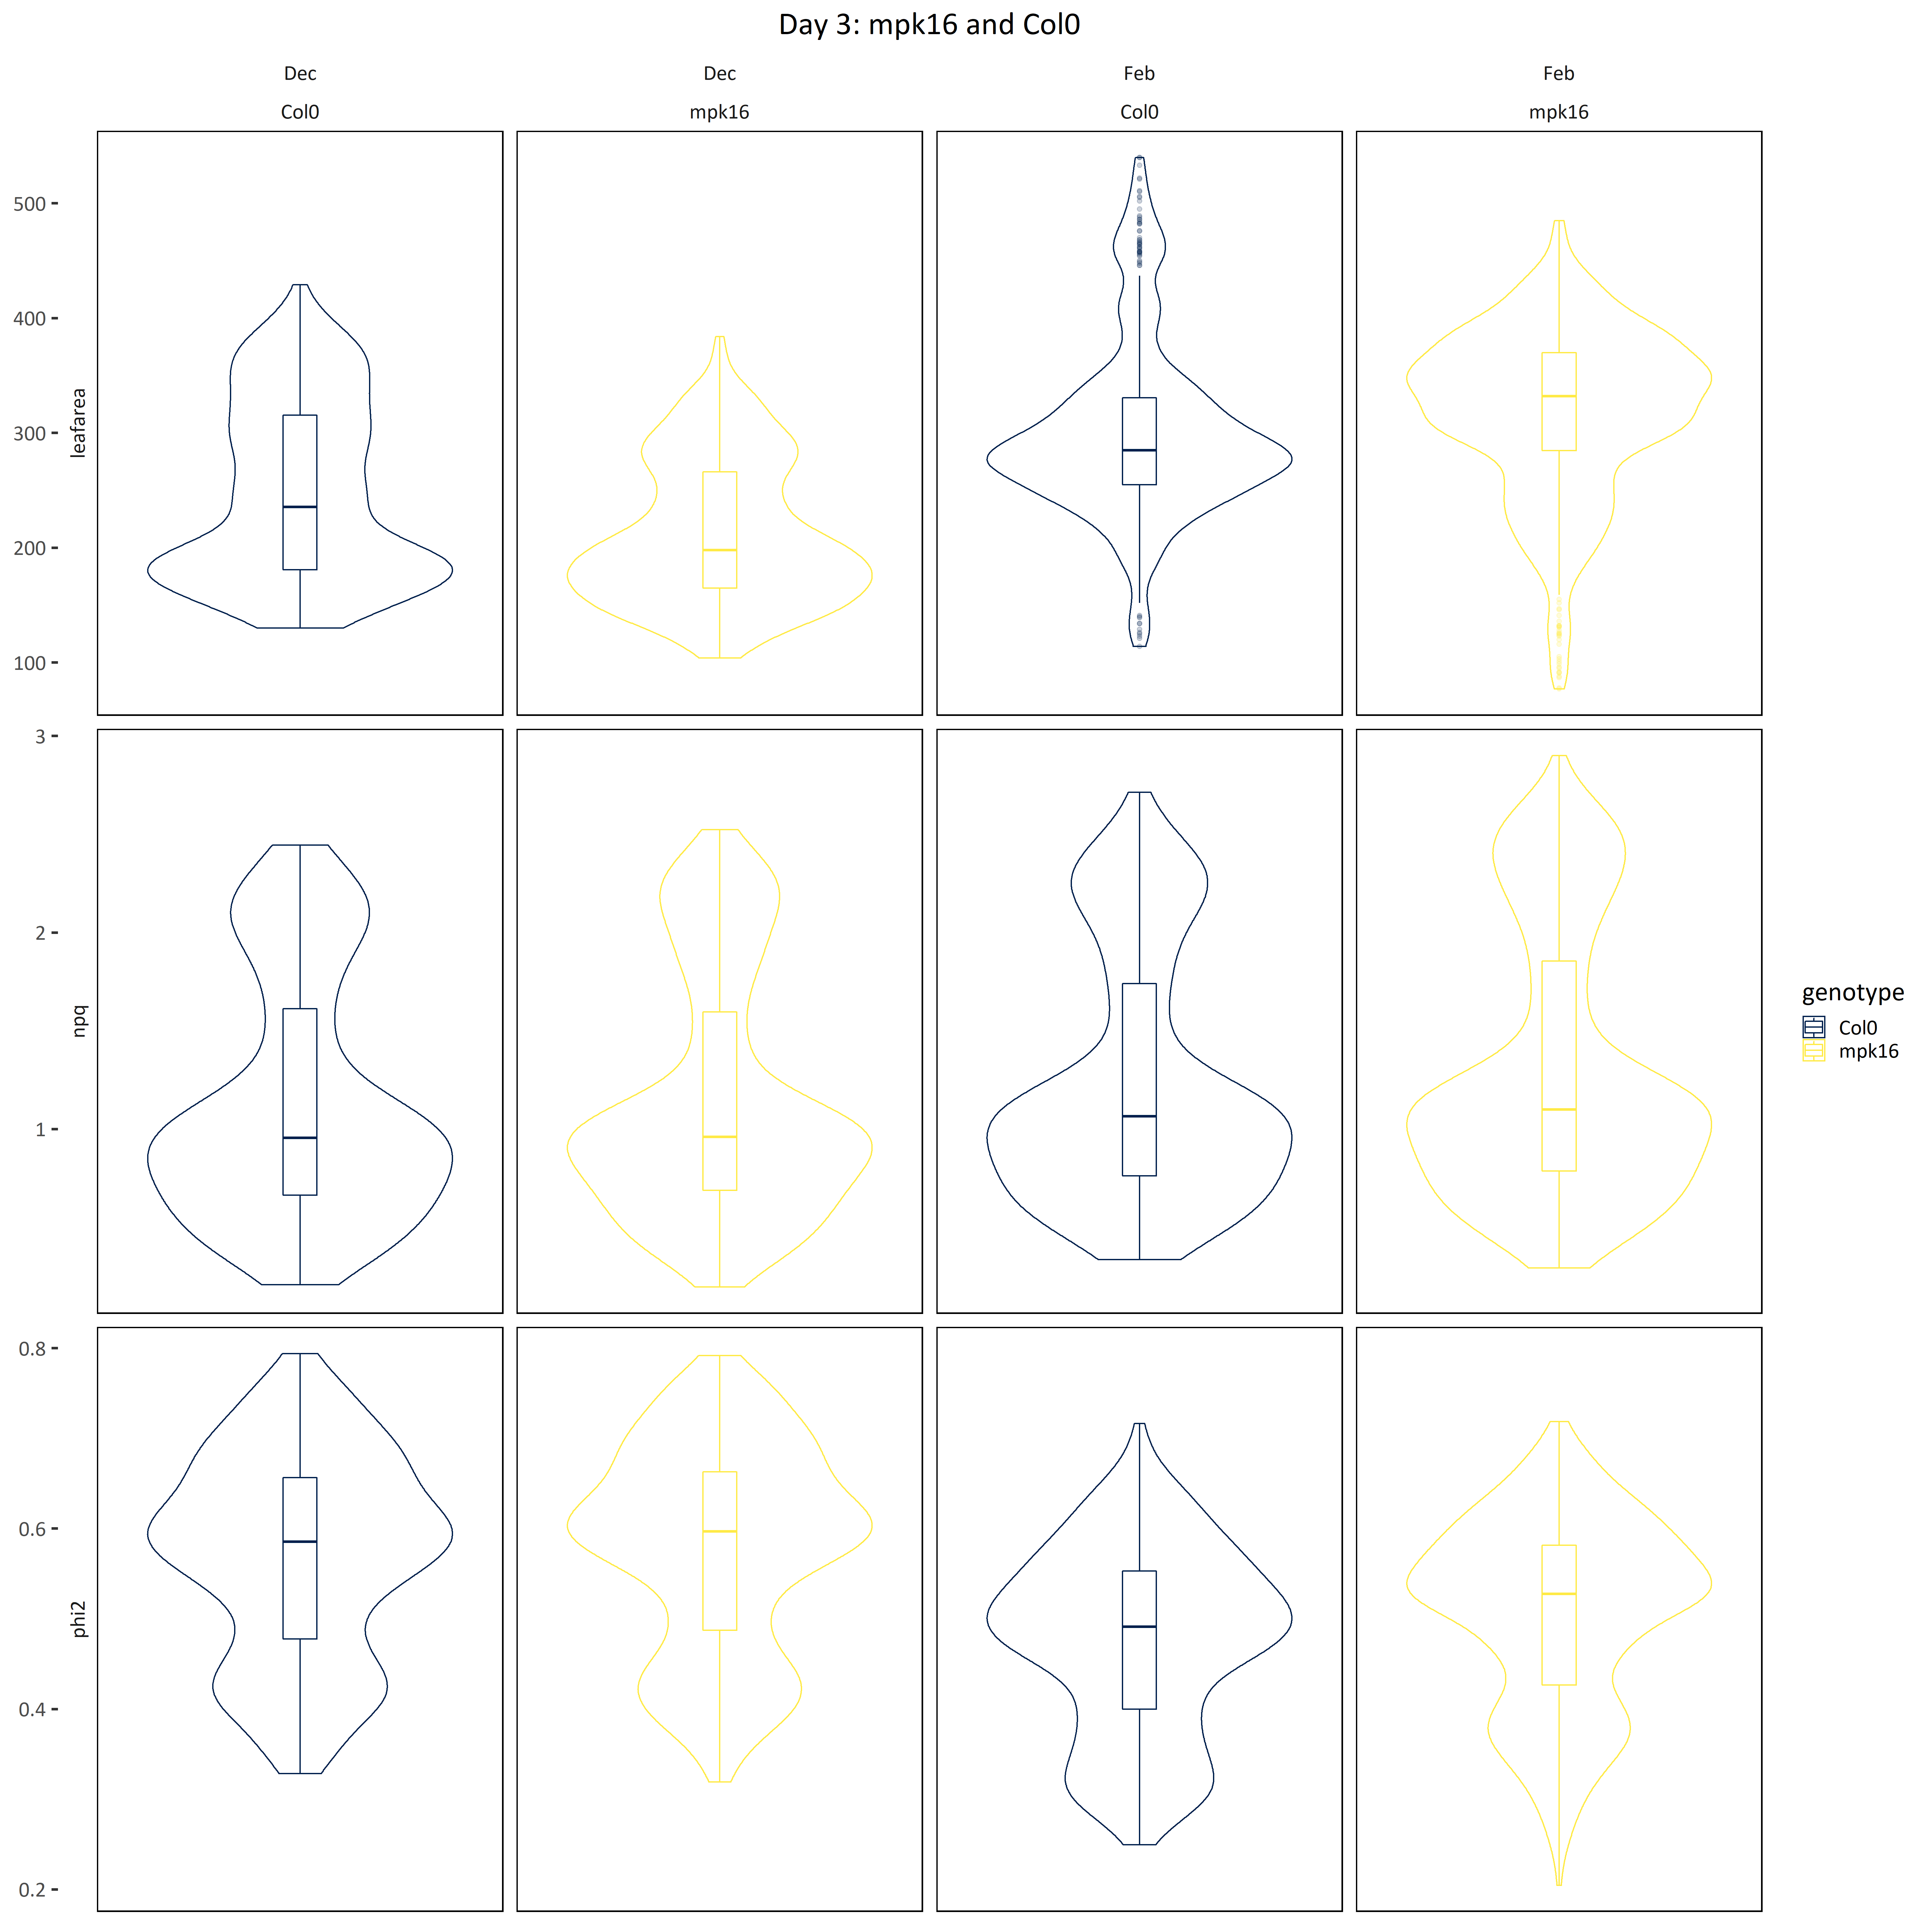 Day 3: mpk16 and Col0
Dec Dec Feb Feb
Col0 mpk16 Col0 mpk16
500
400
300
200
100
leafarea
3
2
1
npq
0.8
0.6
0.4
0.2
phi2
genotype
Col0
mpk16